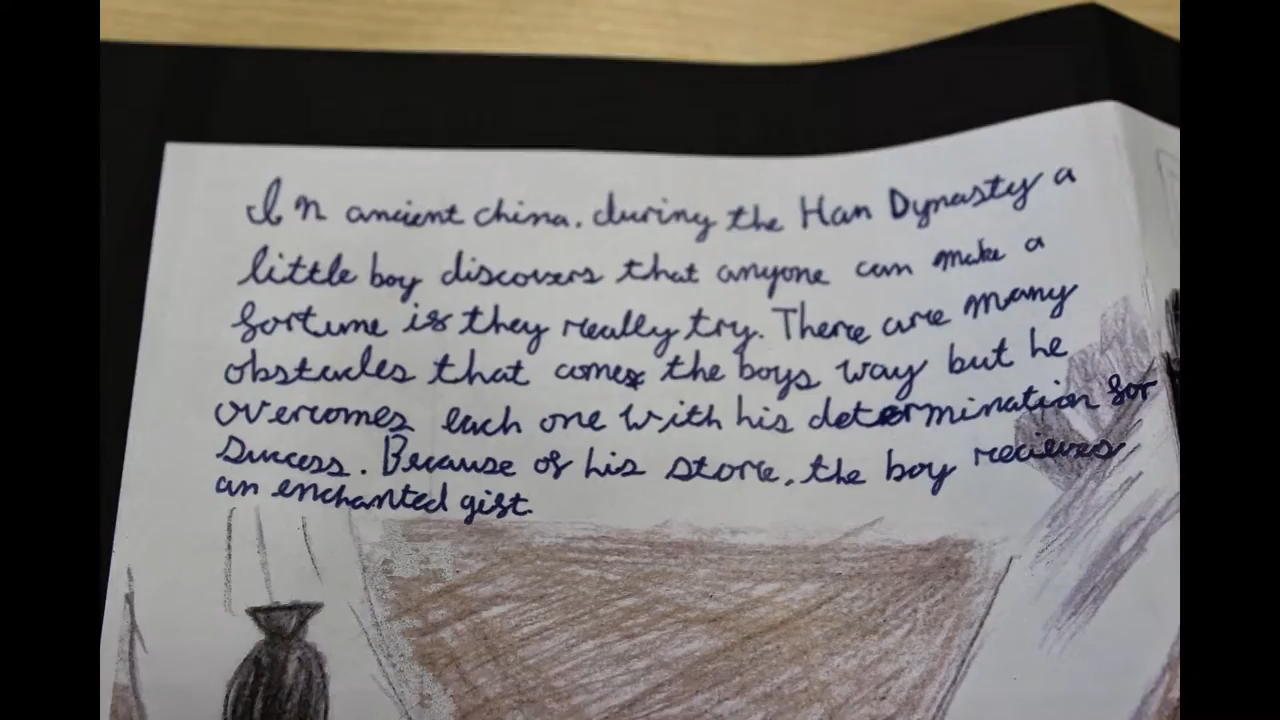 In ancient china. during the Han Dynasty a
little boy discovers that anyone can make a
fortune if they really try. There are many
obstacles that comes the boys way but he
overcomes each one with his determination for
success. Because of his store, the boy recieves
an enchanted gift.